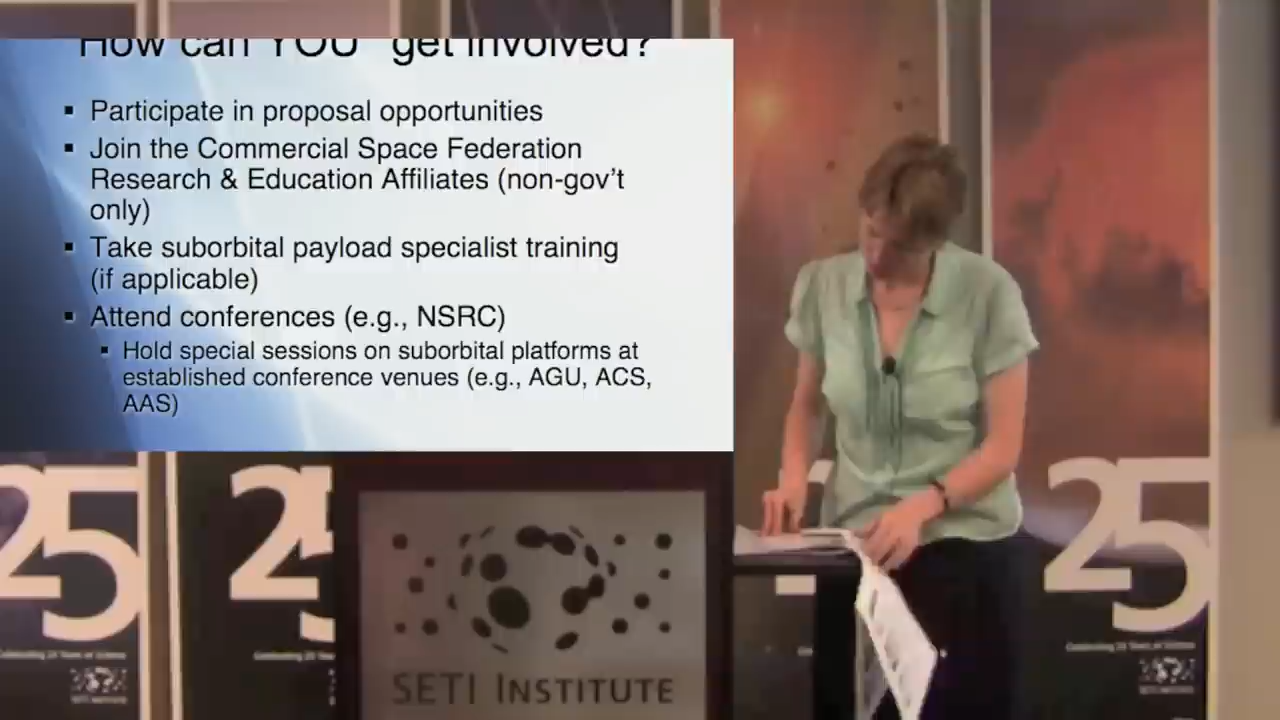 How can YOU get involved?
▪ Participate in proposal opportunities
▪ Join the Commercial Space Federation
Research & Education Affiliates (non-gov't
only)
▪ Take suborbital payload specialist training
(if applicable)
▪ Attend conferences (e.g., NSRC)
▪ Hold special sessions on suborbital platforms at
established conference venues (e.g., AGU, ACS,
AAS)
25
25
25
SETI INSTITUTE